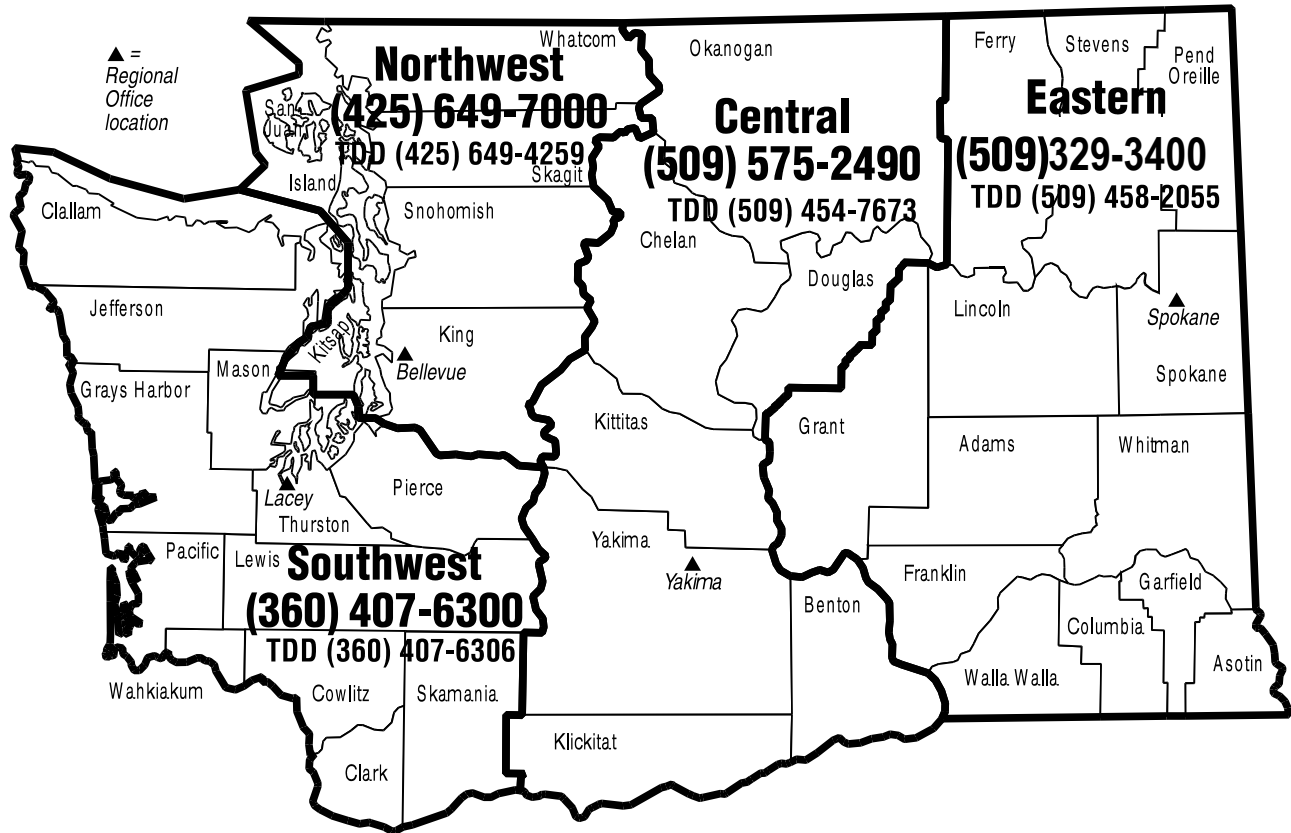 ▲ =
Regional
Office
location
Whatcom
Northwest
(425) 649-7000
TDD (425) 649-4259
San
Juan
Skagit
Island
Snohomish
King
Bellevue
Kitsap
Okanogan
Central
(509) 575-2490
TDD (509) 454-7673
Chelan
Douglas
Kittitas
Yakima
Yakima
Benton
Klickitat
Ferry
Stevens
Pend
Oreille
Eastern
(509)329-3400
TDD (509) 458-2055
Lincoln
Spokane
Spokane
Grant
Adams
Whitman
Franklin
Garfield
Columbia
Walla Walla
Asotin
Clallam
Jefferson
Mason
Grays Harbor
Pierce
Lacey
Thurston
Pacific
Lewis
Southwest
(360) 407-6300
TDD (360) 407-6306
Wahkiakum
Cowlitz
Skamania
Clark